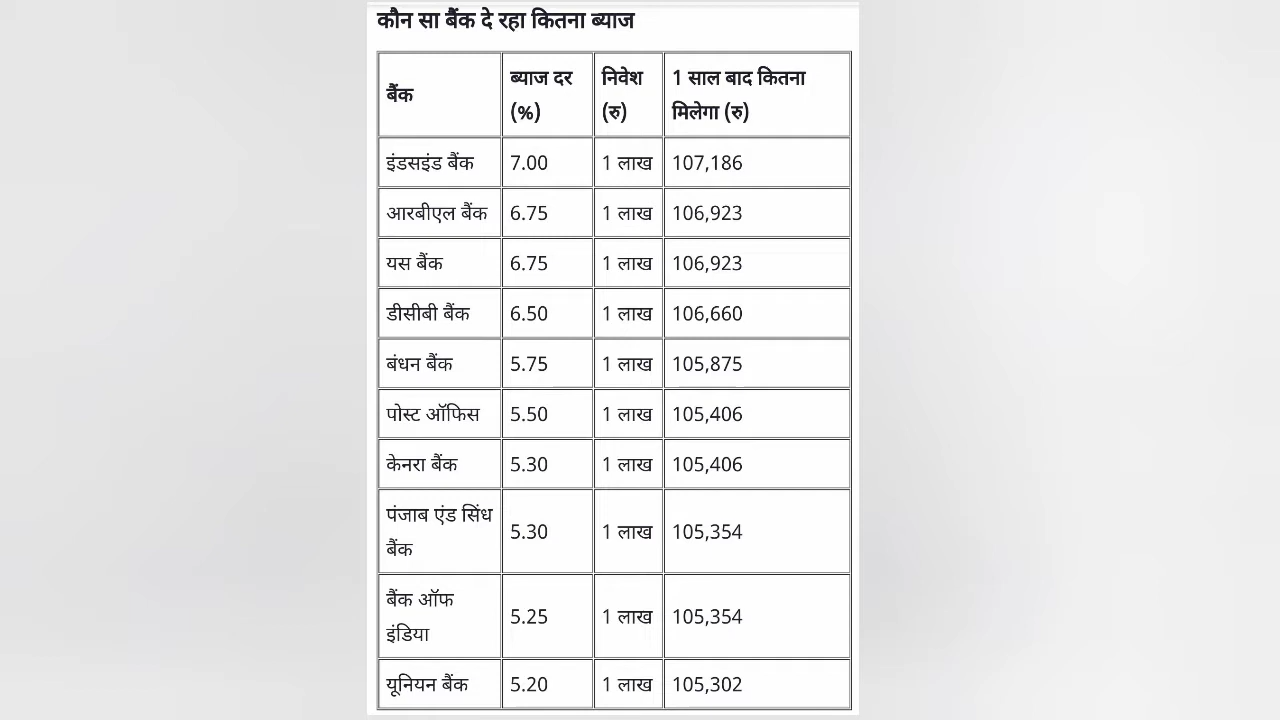 कौन सा बैंक दे रहा कितना ब्याज
बैंक ब्याज दर (%) निवेश (रु) 1 साल बाद कितना मिलेगा (रु)
इंडसइंड बैंक 7.00 1 लाख 107,186
आरबीएल बैंक 6.75 1 लाख 106,923
यस बैंक 6.75 1 लाख 106,923
डीसीबी बैंक 6.50 1 लाख 106,660
बंधन बैंक 5.75 1 लाख 105,875
पोस्ट ऑफिस 5.50 1 लाख 105,406
केनरा बैंक 5.30 1 लाख 105,406
पंजाब एंड सिंध बैंक 5.30 1 लाख 105,354
बैंक ऑफ इंडिया 5.25 1 लाख 105,354
यूनियन बैंक 5.20 1 लाख 105,302